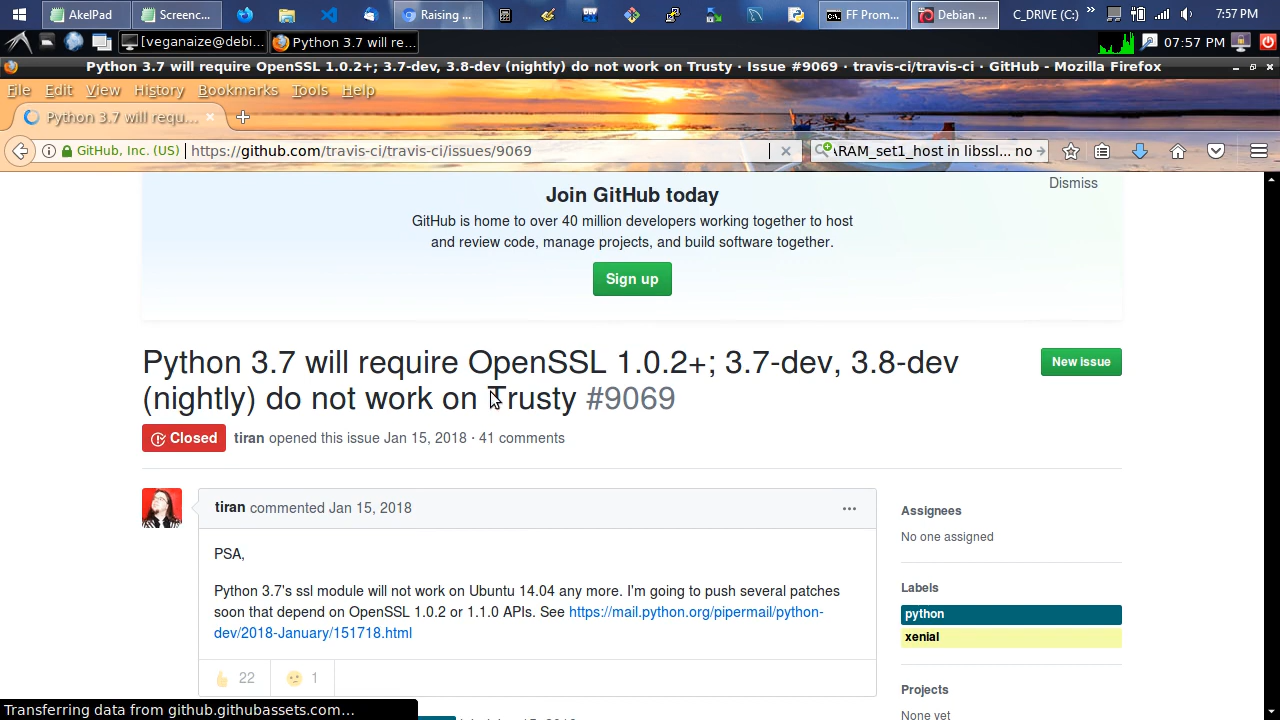 AkelPad
Screenc...
Raising ...
FF Prom...
Debian ...
C_DRIVE (C:)
7:57 PM
[veganaize@debi...
Python 3.7 will re...
07:57 PM
Python 3.7 will require OpenSSL 1.0.2+; 3.7-dev, 3.8-dev (nightly) do not work on Trusty · Issue #9069 · travis-ci/travis-ci · GitHub - Mozilla Firefox
File Edit View History Bookmarks Tools Help
Python 3.7 will requ...
GitHub, Inc. (US)
https://github.com/travis-ci/travis-ci/issues/9069
RAM_set1_host in libssl... no
Dismiss
Join GitHub today
GitHub is home to over 40 million developers working together to host
and review code, manage projects, and build software together.
Sign up
Python 3.7 will require OpenSSL 1.0.2+; 3.7-dev, 3.8-dev
(nightly) do not work on Trusty #9069
New issue
Closed
tiran opened this issue Jan 15, 2018 · 41 comments
tiran commented Jan 15, 2018
PSA,
Python 3.7's ssl module will not work on Ubuntu 14.04 any more. I'm going to push several patches
soon that depend on OpenSSL 1.0.2 or 1.1.0 APIs. See https://mail.python.org/pipermail/python-
dev/2018-January/151718.html
22
1
Assignees
No one assigned
Labels
python
xenial
Projects
None yet
Transferring data from github.githubassets.com...